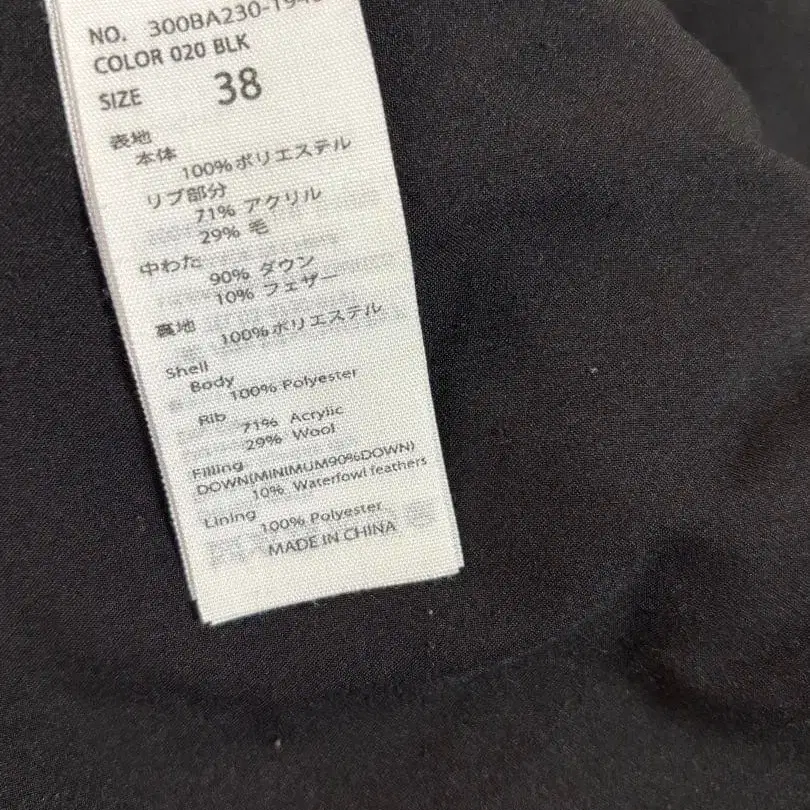 NO. 300BA230-194
COLOR 020 BLK
SIZE 38
表地
本体
100%ポリエステル
リブ部分
71% アクリル
29% 毛
中わた
90% ダウン
10% フェザー
裏地
100%ポリエステル
Shell
Body
100% Polyester
Rib
71% Acrylic
29% Wool
Filling
DOWN(MINIMUM90%DOWN)
10% Waterfowl feathers
Lining
100% Polyester
MADE IN CHINA